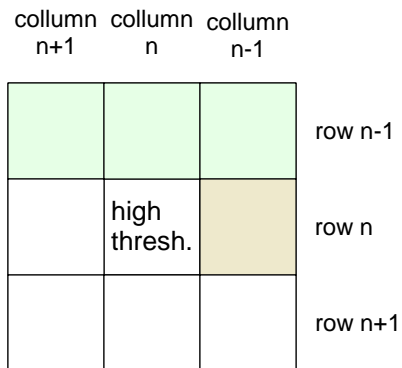 collumn collumn collumn
n+1 n n-1
row n-1
high
thresh.
row n
row n+1